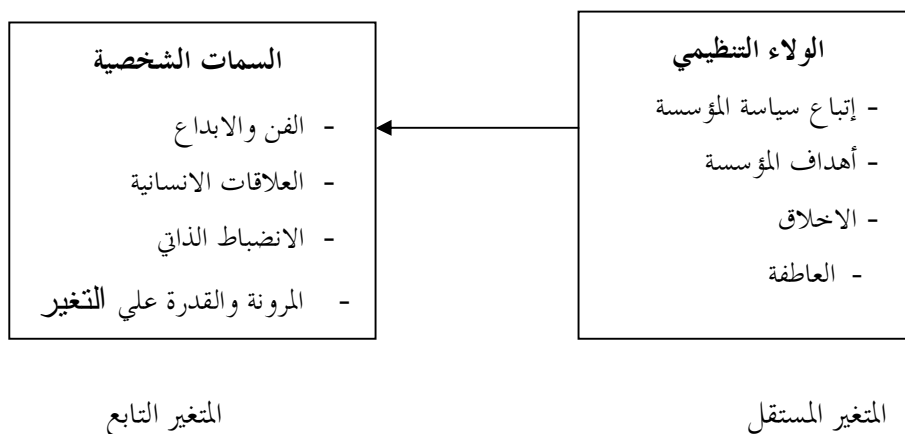 الولاء التنظيمي
- إتباع سياسة المؤسسة
- أهداف المؤسسة
- الاخلاق
- العاطفة
المتغير المستقل
السمات الشخصية
- الفن والابداع
- العلاقات الانسانية
- الانضباط الذاتي
- المرونة والقدرة علي التغير
المتغير التابع